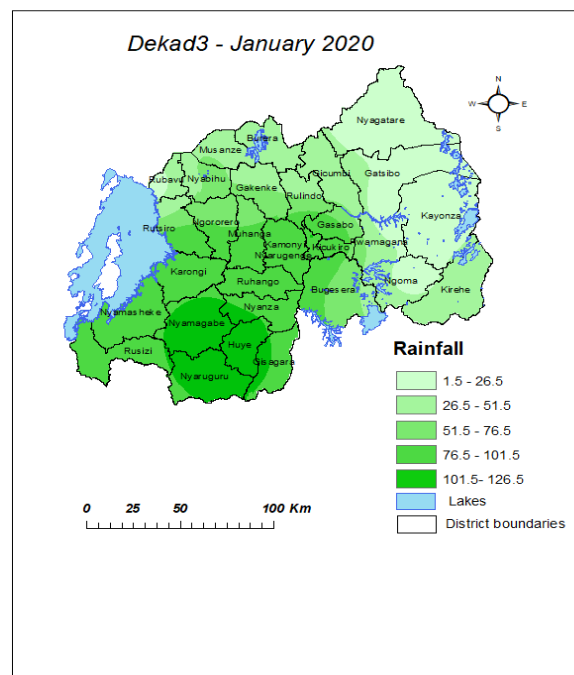 Dekad3 - January 2020
N
W
E
S
Nyagatare
Burera
Musanze
Gicumbi
Gatsibo
Rubavu
Nyabihu
Gakenke
Rulindo
Kayonza
Rutsiro
Ngororero
Muhanga
Gasabo
Kamonyi
Kicukiro
Rwamagana
Nyarugenge
Karongi
Ruhango
Bugesera
Ngoma
Kirehe
Nyamasheke
Nyanza
Nyamagabe
Huye
Rusizi
Gisagara
Nyaruguru
Rainfall
1.5 - 26.5
26.5 - 51.5
51.5 - 76.5
76.5 - 101.5
101.5- 126.5
Lakes
District boundaries
0 25 50 100 Km